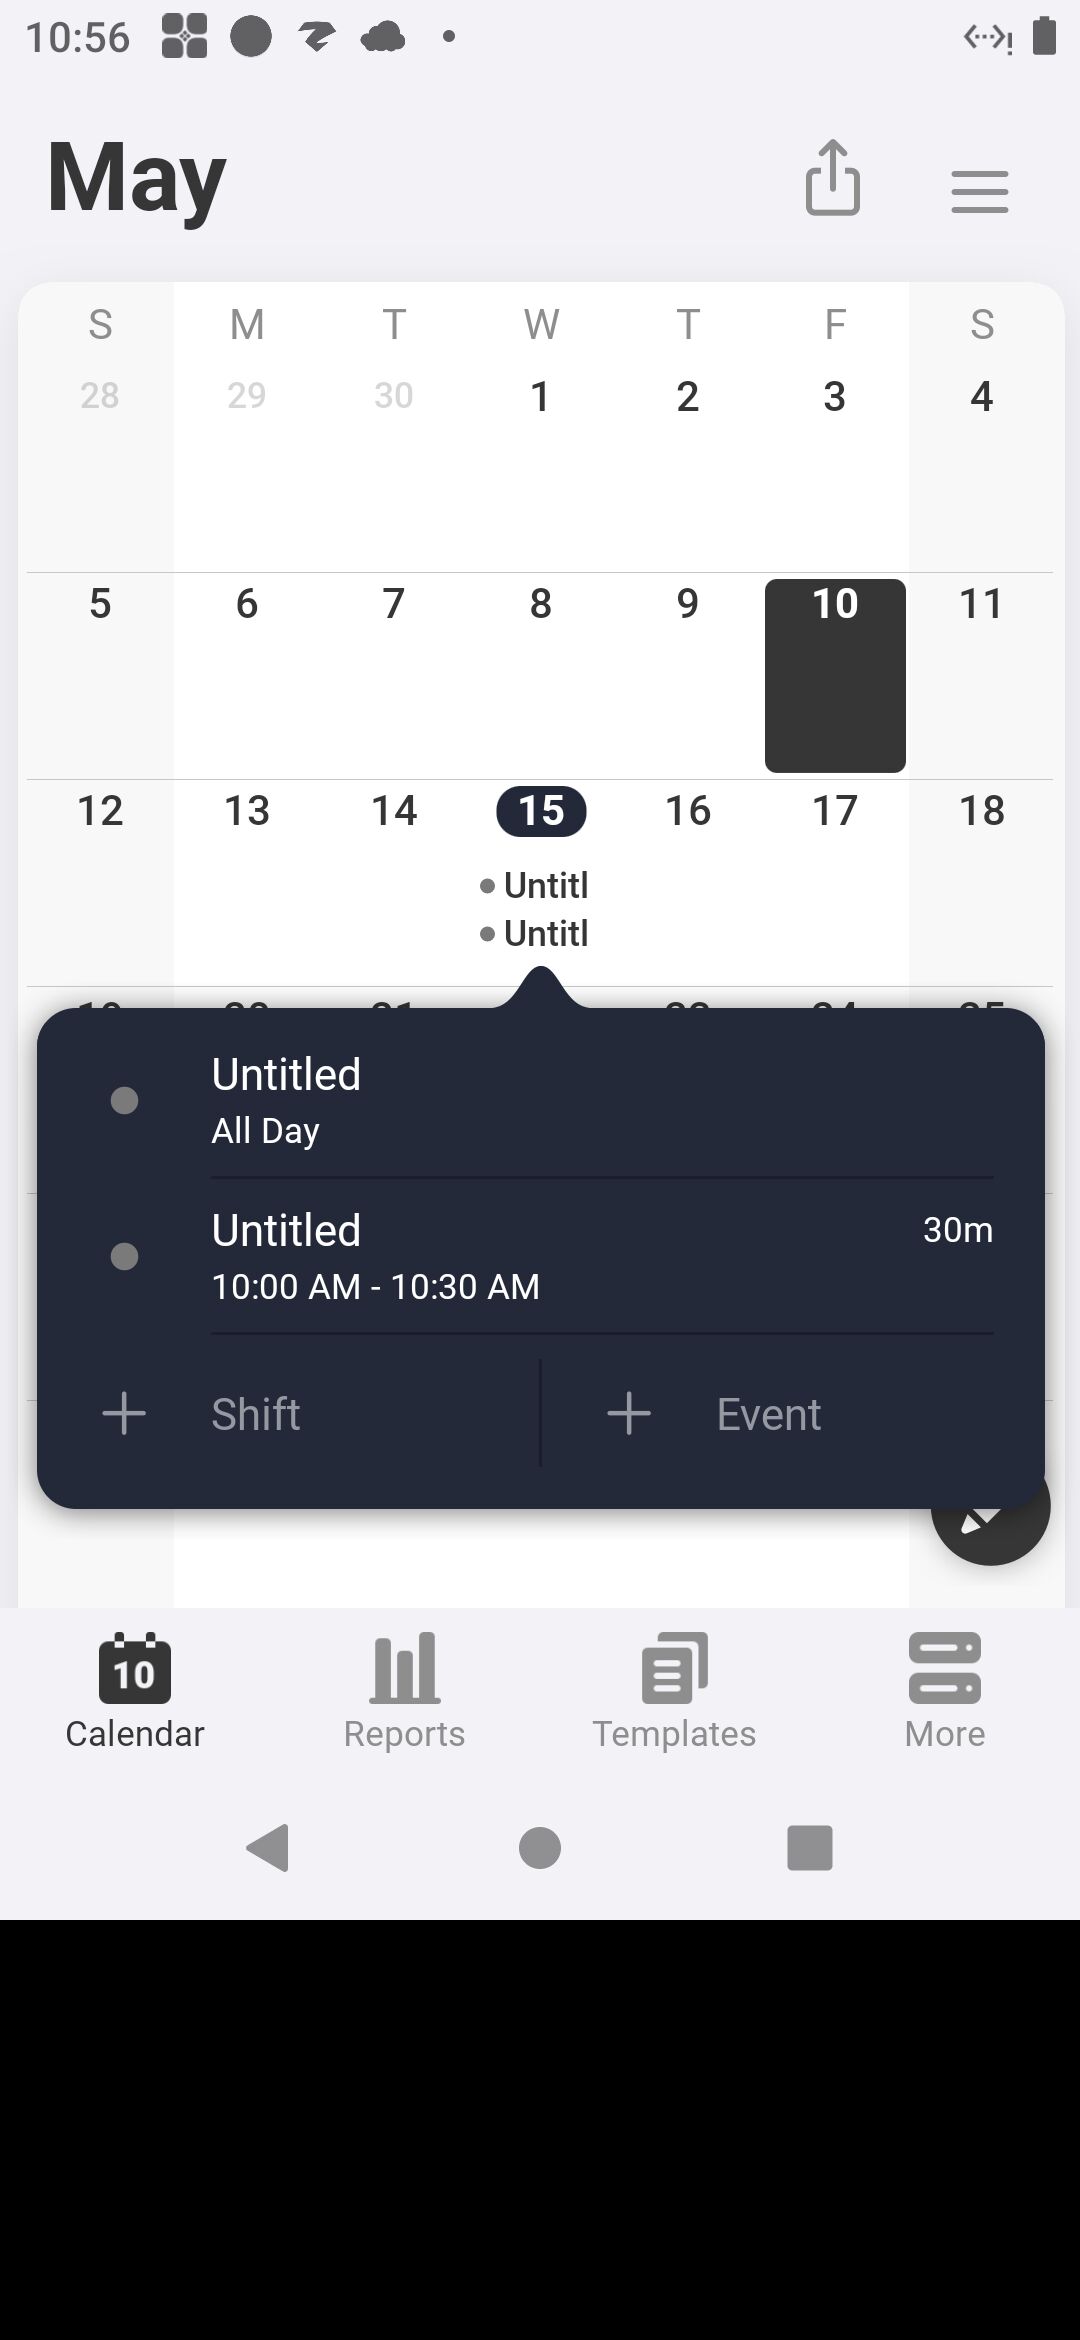 10:56
May
S M T W T F S
28 29 30 1 2 3 4
5 6 7 8 9 10 11
12 13 14 15 16 17 18
Untitl
Untitl
Untitled
All Day
Untitled 30m
10:00 AM - 10:30 AM
Shift Event
10
Calendar Reports Templates More